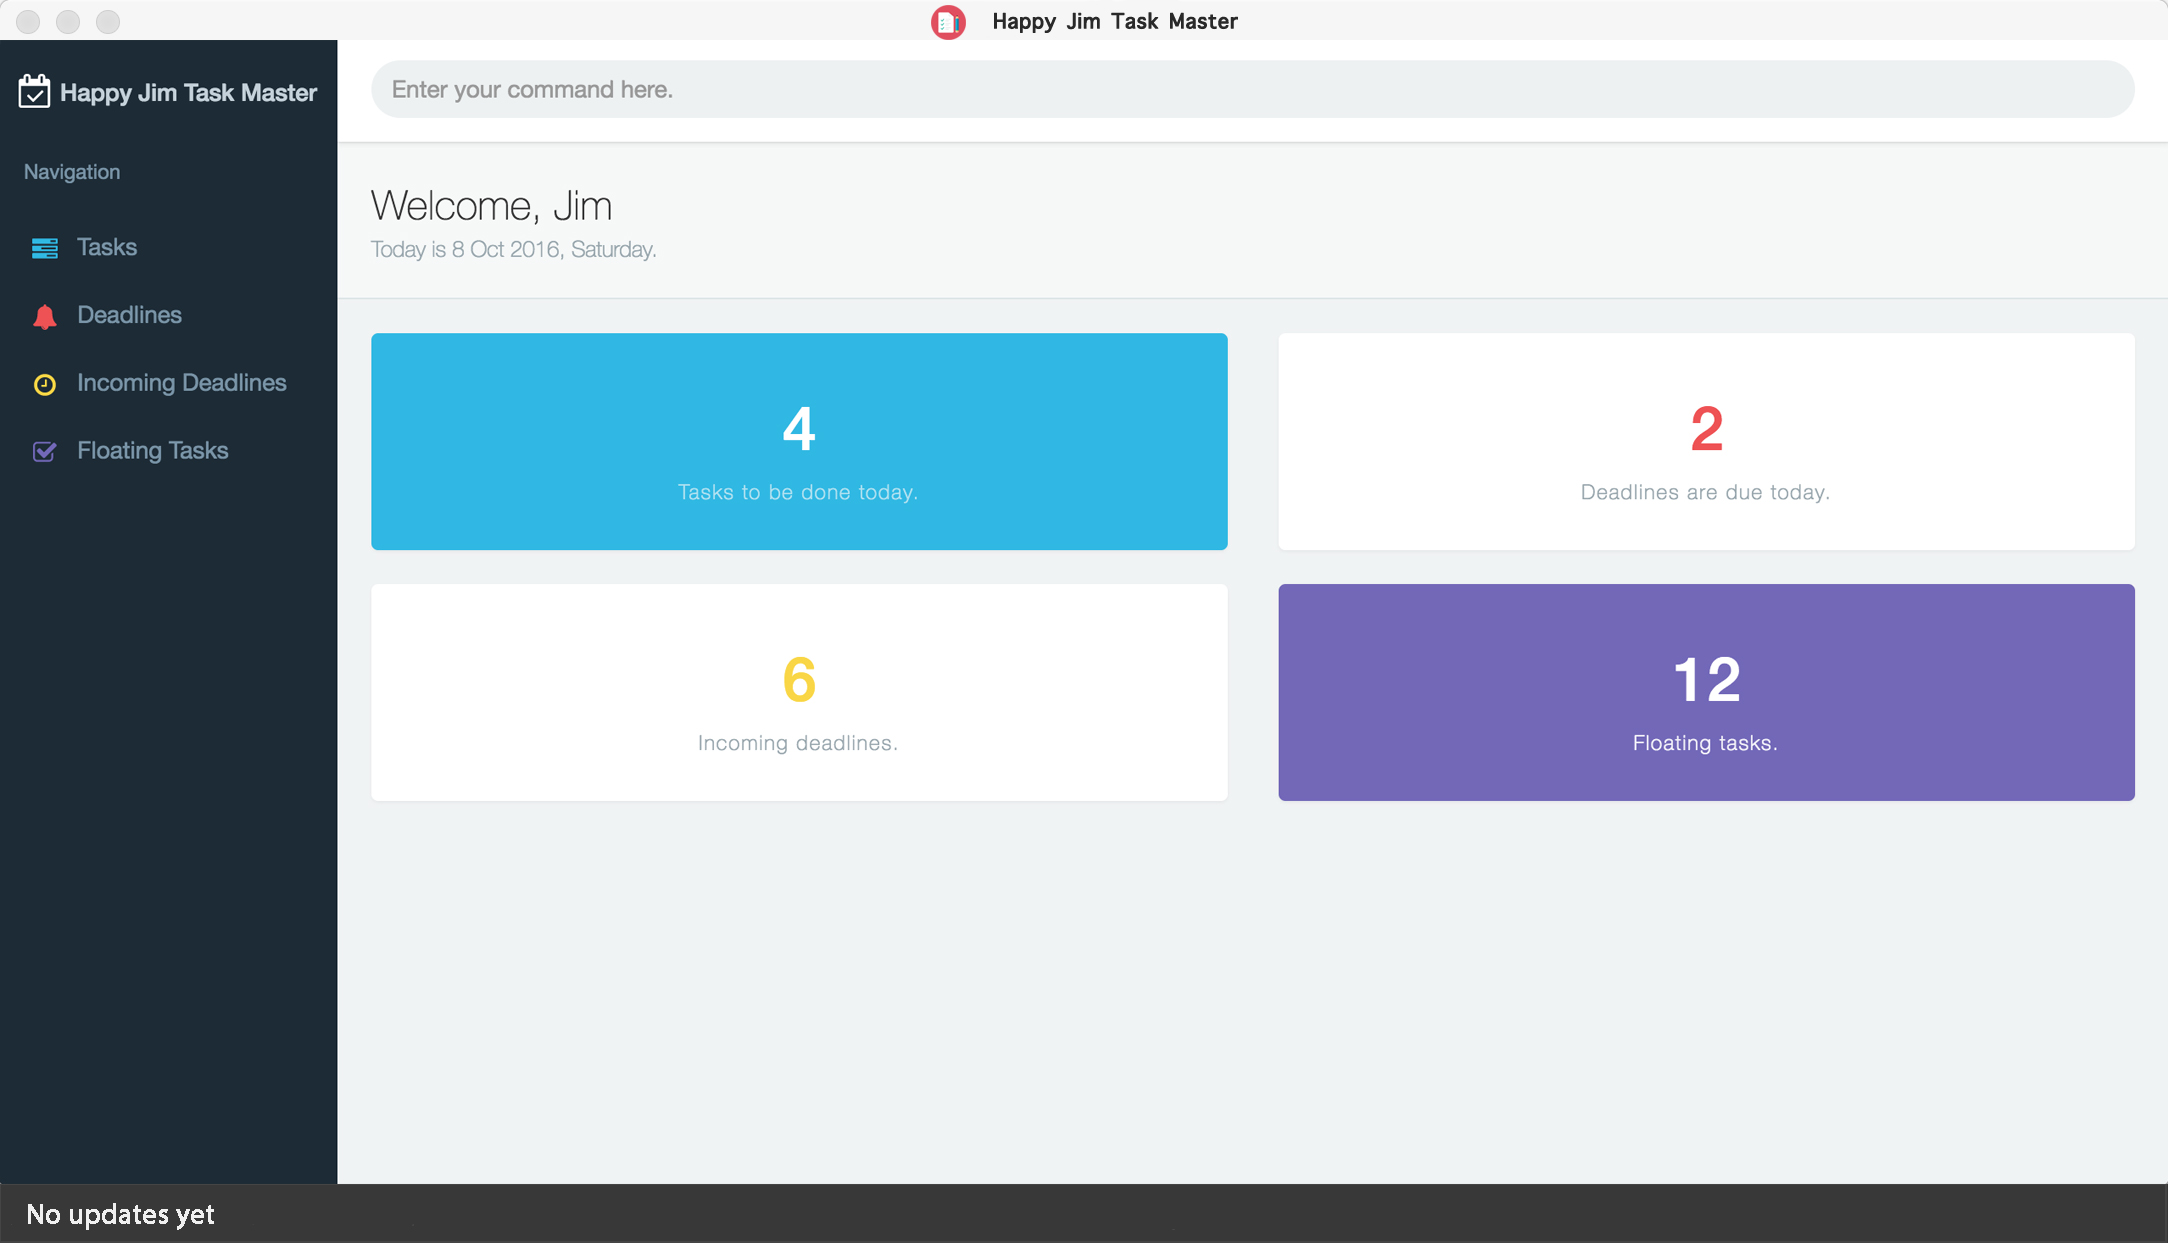 Happy Jim Task Master
Happy Jim Task Master
Enter your command here.
Navigation
Tasks
Deadlines
Incoming Deadlines
Floating Tasks
Welcome, Jim
Today is 8 Oct 2016, Saturday.
4
Tasks to be done today.
2
Deadlines are due today.
6
Incoming deadlines.
12
Floating tasks.
No updates yet